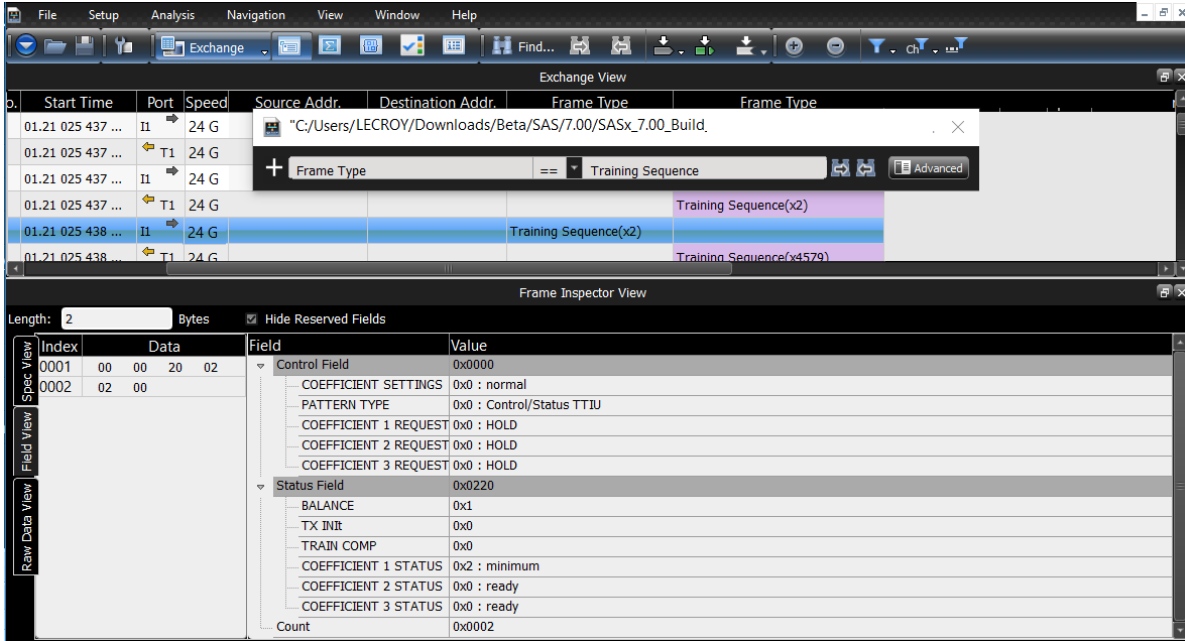 File Setup Analysis Navigation View Window Help
Exchange Find...
Exchange View
Start Time Port Speed Source Addr. Destination Addr. Frame Type Frame Type
01.21 025 437 ... I1 24 G
01.21 025 437 ... T1 24 G
01.21 025 437 ... I1 24 G
01.21 025 437 ... T1 24 G Training Sequence(x2)
01.21 025 438 ... I1 24 G Training Sequence(x2)
01.21 025 438 ... T1 24 G Training Sequence(x4579)
"C:/Users/LECROY/Downloads/Beta/SAS/7.00/SASx_7.00_Build
Frame Type == Training Sequence Advanced
Frame Inspector View
Length: 2 Bytes Hide Reserved Fields
Spec View
Field View
Raw Data View
Index Data
0001 00 00 20 02
0002 02 00
Field Value
Control Field 0x0000
COEFFICIENT SETTINGS 0x0 : normal
PATTERN TYPE 0x0 : Control/Status TTIU
COEFFICIENT 1 REQUEST 0x0 : HOLD
COEFFICIENT 2 REQUEST 0x0 : HOLD
COEFFICIENT 3 REQUEST 0x0 : HOLD
Status Field 0x0220
BALANCE 0x1
TX INIt 0x0
TRAIN COMP 0x0
COEFFICIENT 1 STATUS 0x2 : minimum
COEFFICIENT 2 STATUS 0x0 : ready
COEFFICIENT 3 STATUS 0x0 : ready
Count 0x0002